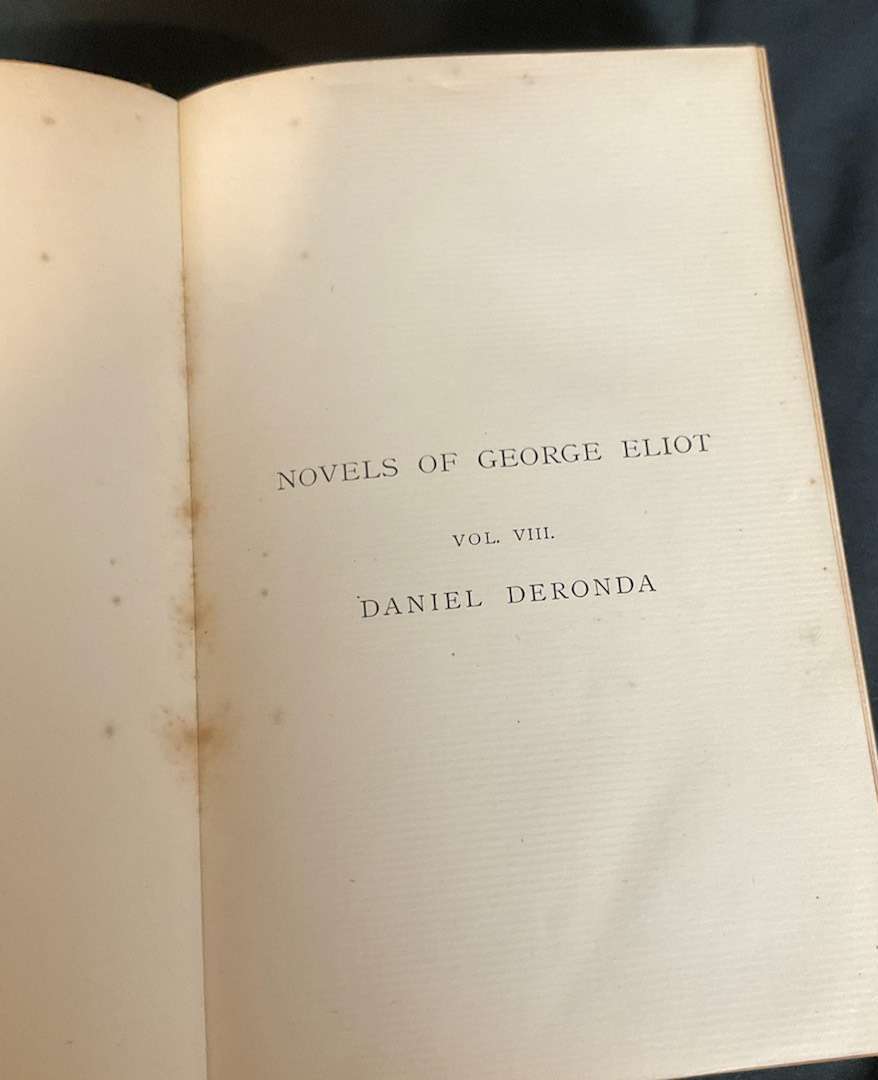 NOVELS OF GEORGE ELIOT
VOL. VIII.
DANIEL DERONDA